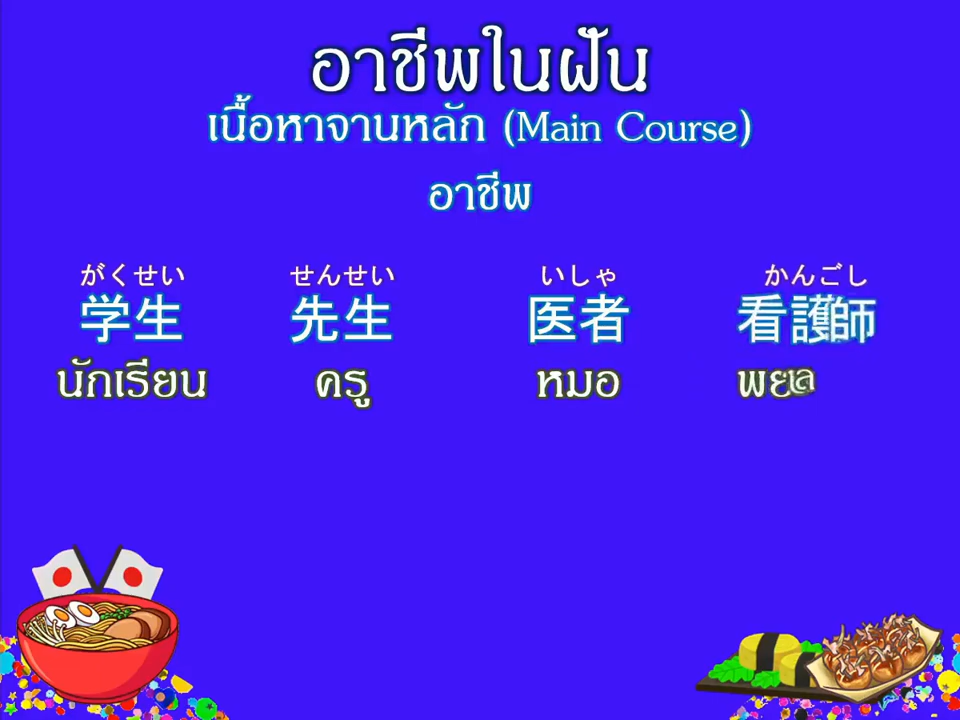 อาชีพในฝัน
เนื้อหาจานหลัก (Main Course)
อาชีพ
がくせい せんせい いしゃ かんごし
学生 先生 医者 看護師
นักเรียน ครู หมอ